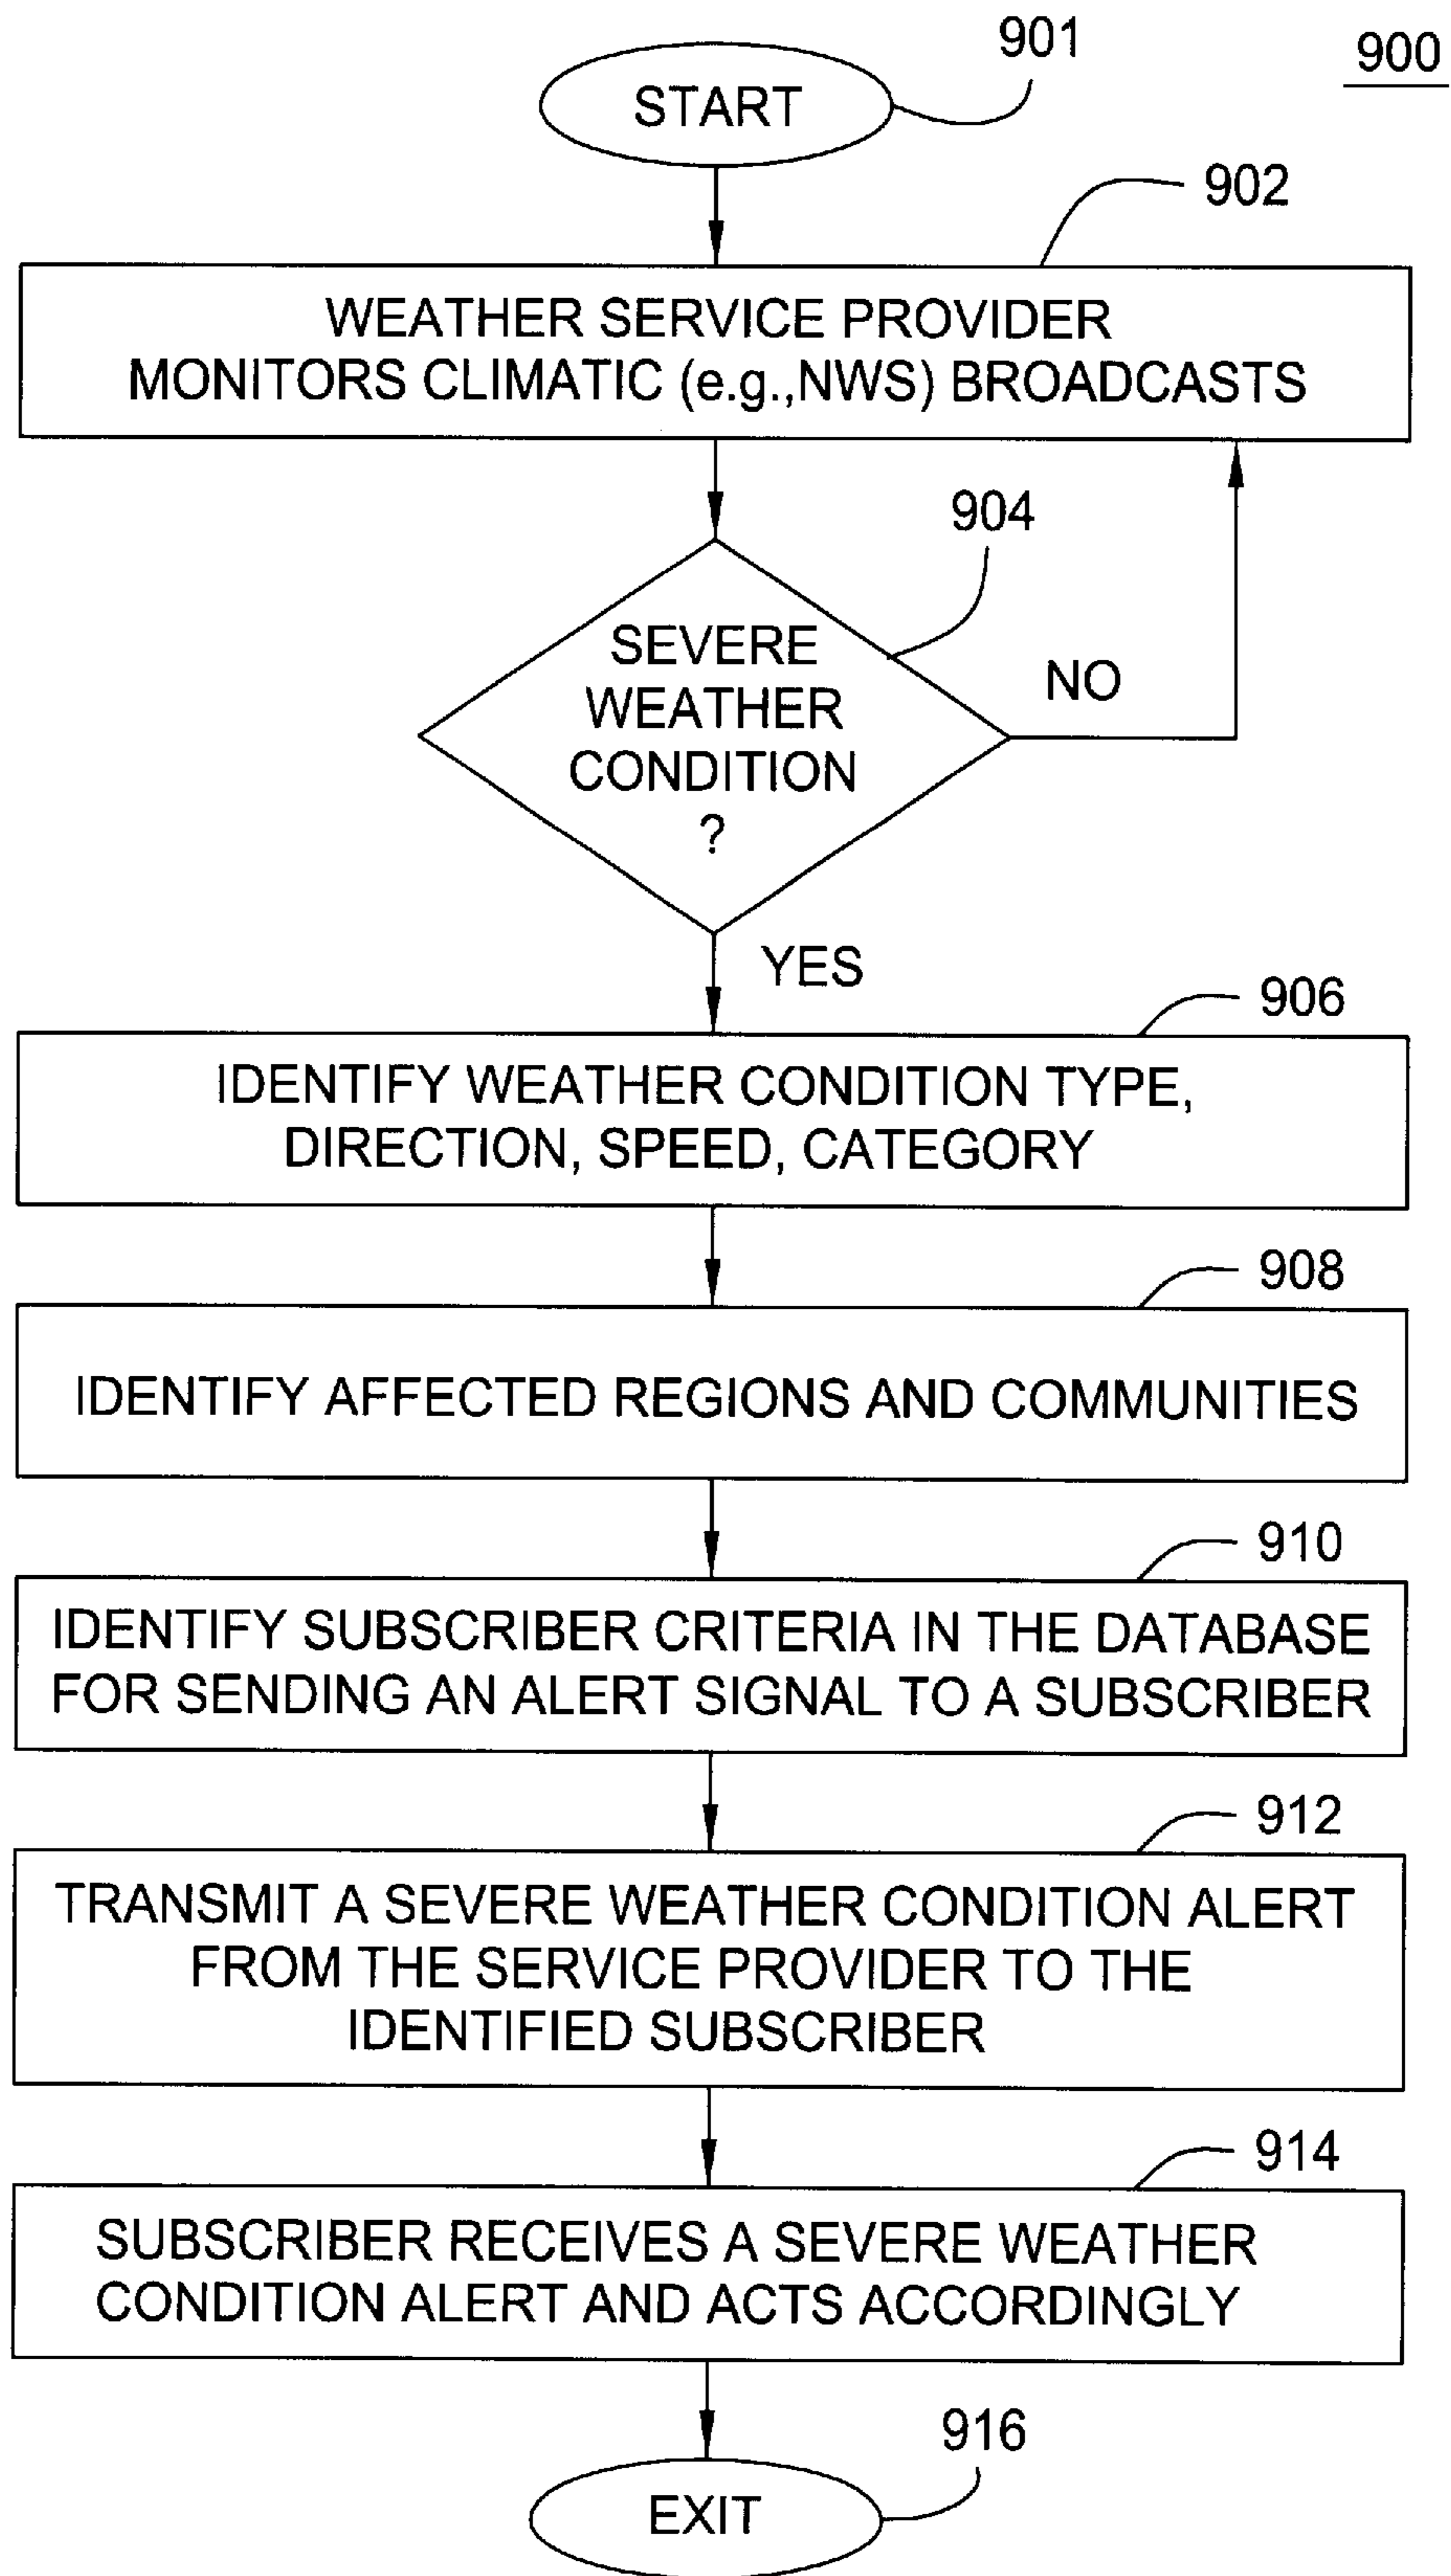 901
900
START
902
WEATHER SERVICE PROVIDER
MONITORS CLIMATIC (e.g.,NWS) BROADCASTS
904
SEVERE
WEATHER
CONDITION
?
NO
YES
906
IDENTIFY WEATHER CONDITION TYPE,
DIRECTION, SPEED, CATEGORY
908
IDENTIFY AFFECTED REGIONS AND COMMUNITIES
910
IDENTIFY SUBSCRIBER CRITERIA IN THE DATABASE
FOR SENDING AN ALERT SIGNAL TO A SUBSCRIBER
912
TRANSMIT A SEVERE WEATHER CONDITION ALERT
FROM THE SERVICE PROVIDER TO THE
IDENTIFIED SUBSCRIBER
914
SUBSCRIBER RECEIVES A SEVERE WEATHER
CONDITION ALERT AND ACTS ACCORDINGLY
916
EXIT